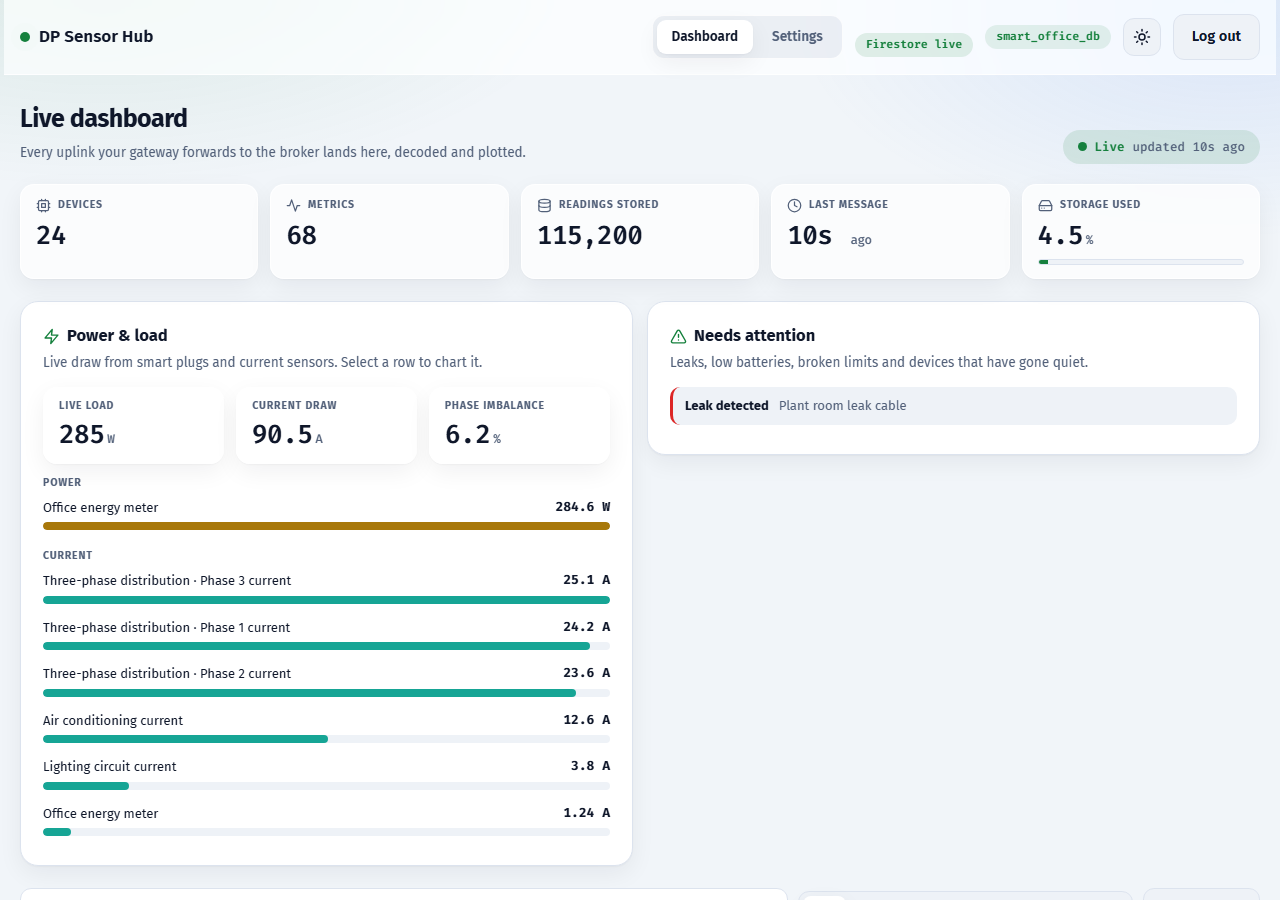 DP Sensor Hub
Dashboard
Settings
Firestore live
smart_office_db
Log out
Live dashboard
Every uplink your gateway forwards to the broker lands here, decoded and plotted.
Live updated 10s ago
DEVICES
24
METRICS
68
READINGS STORED
115,200
LAST MESSAGE
10s ago
STORAGE USED
4.5%
Power & load
Live draw from smart plugs and current sensors. Select a row to chart it.
LIVE LOAD
285 W
CURRENT DRAW
90.5 A
PHASE IMBALANCE
6.2 %
POWER
Office energy meter 284.6 W
CURRENT
Three-phase distribution · Phase 3 current 25.1 A
Three-phase distribution · Phase 1 current 24.2 A
Three-phase distribution · Phase 2 current 23.6 A
Air conditioning current 12.6 A
Lighting circuit current 3.8 A
Office energy meter 1.24 A
Needs attention
Leaks, low batteries, broken limits and devices that have gone quiet.
Leak detected Plant room leak cable